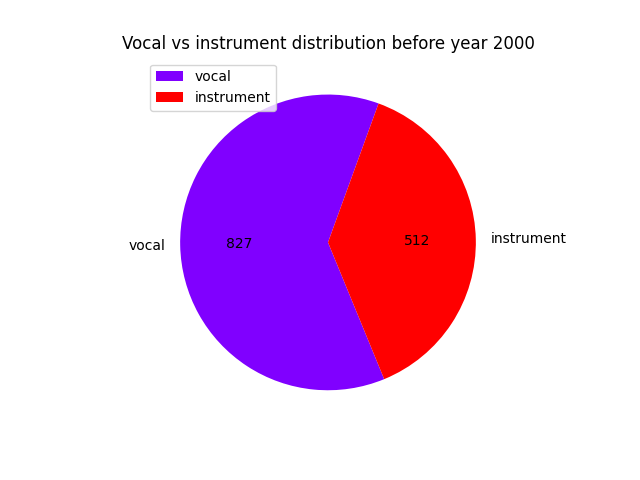 Vocal vs instrument distribution before year 2000
vocal
instrument
vocal
827
512
instrument